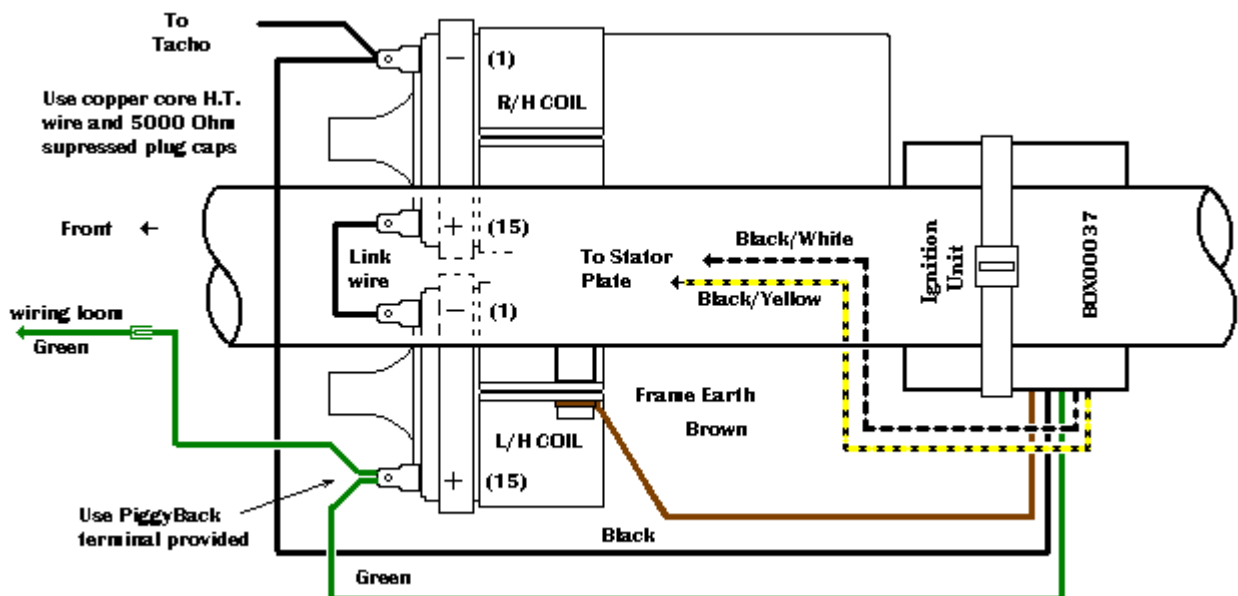 To
Tacho
Use copper core H.T.
wire and 5000 Ohm
supressed plug caps
− (1)
R/H COIL
Front
+ (15)
Link
wire
− (1)
To Stator
Plate
Black/White
Black/Yellow
Ignition
Unit
BOX00037
wiring loom
Green
Frame Earth
Brown
L/H COIL
+ (15)
Use PiggyBack
terminal provided
Black
Green